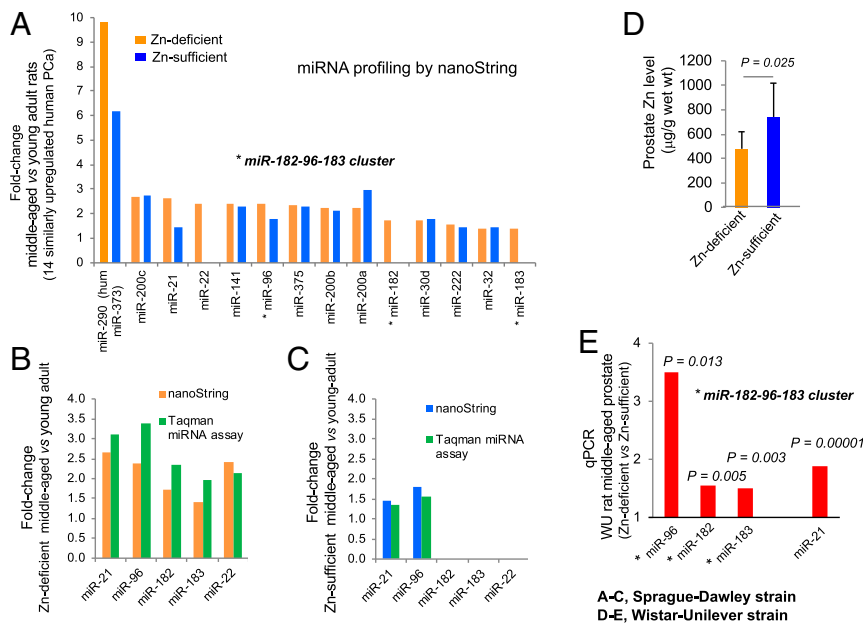 A
Fold-change
middle-aged vs young adult rats
(14 similarly upregulated human PCa)
10
9
8
7
6
5
4
3
2
1
0
Zn-deficient
Zn-sufficient
miRNA profiling by nanoString
* miR-182-96-183 cluster
miR-290 (hum
miR-373)
miR-200c
miR-21
miR-22
miR-141
* miR-96
miR-375
miR-200b
miR-200a
* miR-182
miR-30d
miR-222
miR-32
* miR-183
D
Prostate Zn level
(µg/g wet wt)
1200
1000
800
600
400
200
0
P = 0.025
Zn-deficient
Zn-sufficient
B
Fold-change
Zn-deficient middle-aged vs young adult
4.0
3.5
3.0
2.5
2.0
1.5
1.0
0.5
0.0
nanoString
Taqman
miRNA assay
miR-21
miR-96
miR-182
miR-183
miR-22
C
Fold-change
Zn-sufficient middle-aged vs young-adult
4.0
3.5
3.0
2.5
2.0
1.5
1.0
0.5
0.0
nanoString
Taqman miRNA
assay
miR-21
miR-96
miR-182
miR-183
miR-22
E
qPCR
WU rat middle-aged prostate
(Zn-deficient vs Zn-sufficient)
4
3
2
1
P = 0.013
* miR-182-96-183 cluster
P = 0.005
P = 0.003
P = 0.00001
* miR-96
* miR-182
* miR-183
miR-21
A-C, Sprague-Dawley strain
D-E, Wistar-Unilever strain